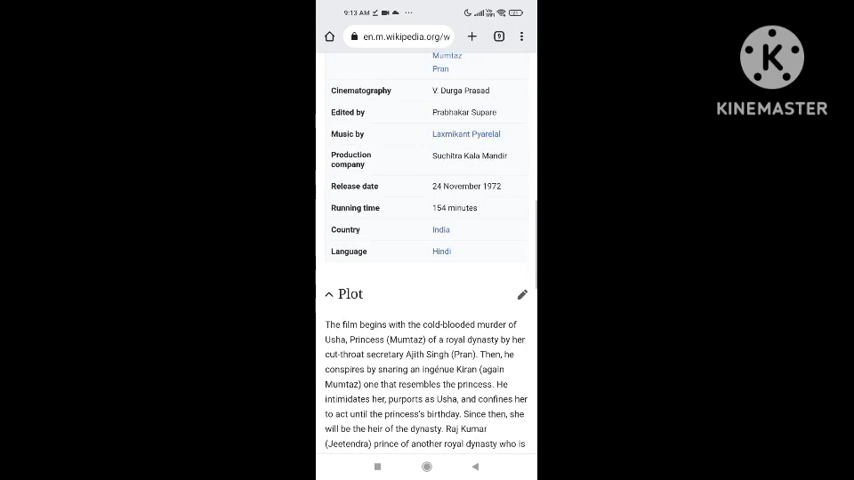 9:13 AM
en.m.wikipedia.org/w
9
Mumtaz
Pran
Cinematography V. Durga Prasad
Edited by Prabhakar Supare
Music by Laxmikant Pyarelal
Production company Suchitra Kala Mandir
Release date 24 November 1972
Running time 154 minutes
Country India
Language Hindi
Plot
The film begins with the cold-blooded murder of
Usha, Princess (Mumtaz) of a royal dynasty by her
cut-throat secretary Ajith Singh (Pran). Then, he
conspires by snaring an ingénue Kiran (again
Mumtaz) one that resembles the princess. He
intimidates her, purports as Usha, and confines her
to act until the princess's birthday. Since then, she
will be the heir of the dynasty. Raj Kumar
(Jeetendra) prince of another royal dynasty who is
K
KINEMASTER